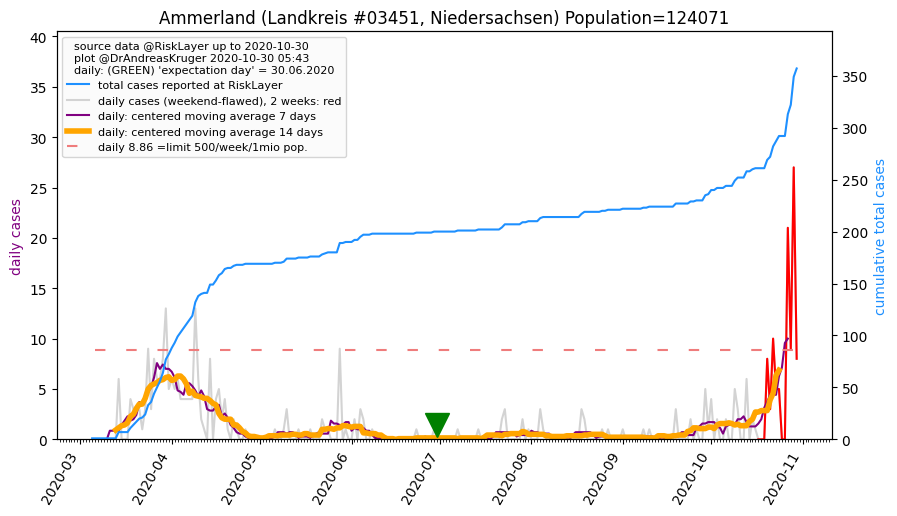 Ammerland (Landkreis #03451, Niedersachsen) Population=124071
source data @RiskLayer up to 2020-10-30
plot @DrAndreasKruger 2020-10-30 05:43
daily: (GREEN) 'expectation day' = 30.06.2020
total cases reported at RiskLayer
daily cases (weekend-flawed), 2 weeks: red
daily: centered moving average 7 days
daily: centered moving average 14 days
daily 8.86 =limit 500/week/1mio pop.
daily cases
40
35
30
25
20
15
10
5
0
cumulative total cases
350
300
250
200
150
100
50
0
2020-03
2020-04
2020-05
2020-06
2020-07
2020-08
2020-09
2020-10
2020-11